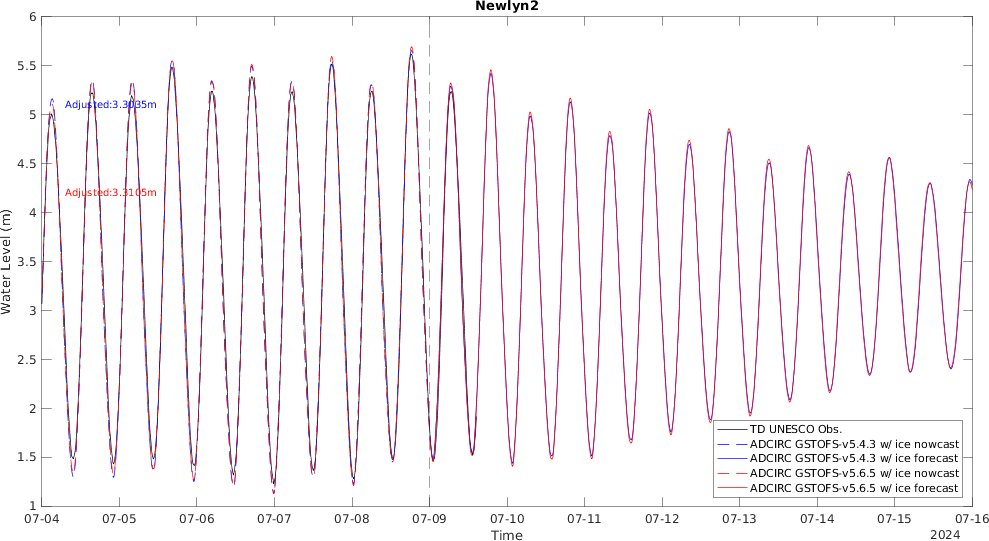 Newlyn2
Water Level (m)
6
5.5
5
4.5
4
3.5
3
2.5
2
1.5
1
Adjusted:3.3035m
Adjusted:3.3105m
TD UNESCO Obs.
ADCIRC GSTOFS-v5.4.3 w/ ice nowcast
ADCIRC GSTOFS-v5.4.3 w/ ice forecast
ADCIRC GSTOFS-v5.6.5 w/ ice nowcast
ADCIRC GSTOFS-v5.6.5 w/ ice forecast
07-04 07-05 07-06 07-07 07-08 07-09 07-10 07-11 07-12 07-13 07-14 07-15 07-16
Time
2024